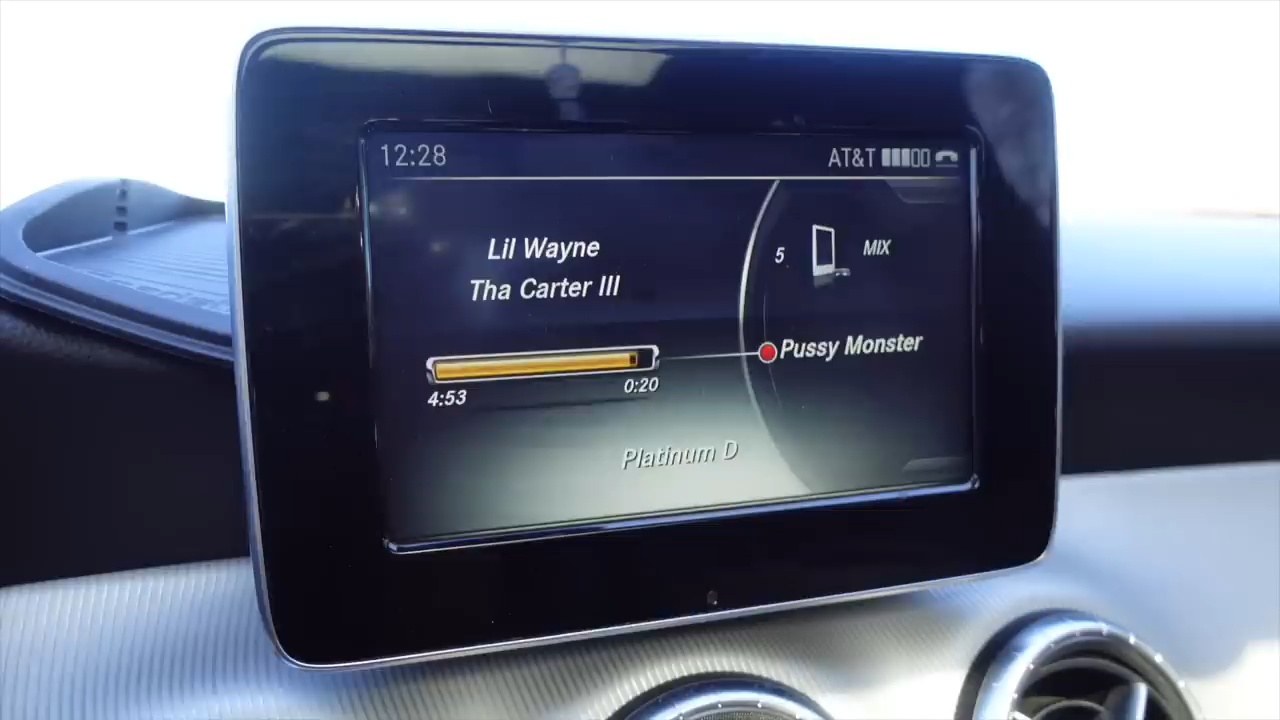 12:28
AT&T
Lil Wayne
Tha Carter III
5
MIX
Pussy Monster
4:53
0:20
Platinum D